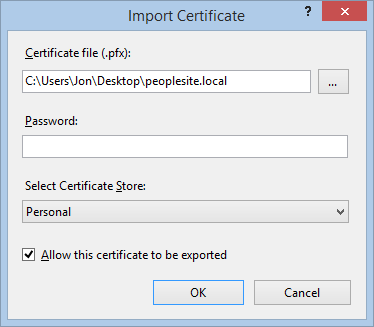 Import Certificate
?
Certificate file (.pfx):
C:\Users\Jon\Desktop\peoplesite.local
...
Password:
Select Certificate Store:
Personal
Allow this certificate to be exported
OK
Cancel